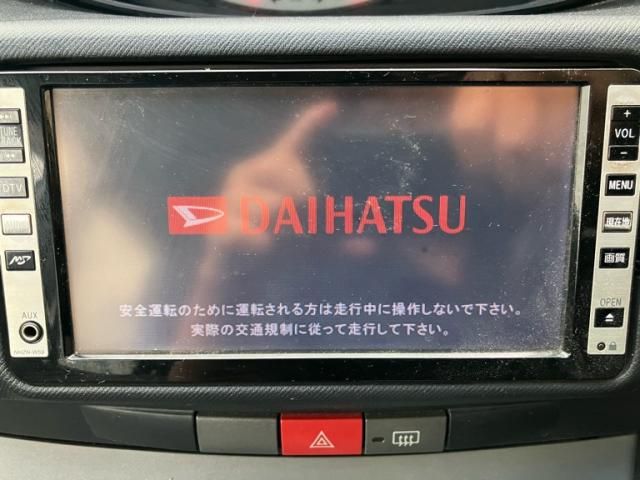 TUNE
TRACK
DTV
AUX
NHZN-W59
DAIHATSU
安全運転のために運転される方は走行中に操作しないで下さい。
実際の交通規制に従って走行して下さい。
+
VOL
-
MENU
現在地
画質
OPEN